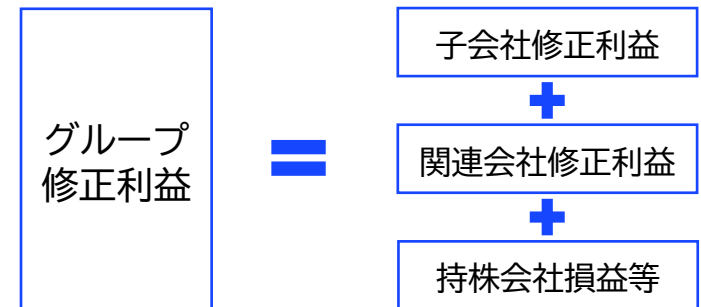 グループ
修正利益
=
子会社修正利益
+
関連会社修正利益
+
持株会社損益等